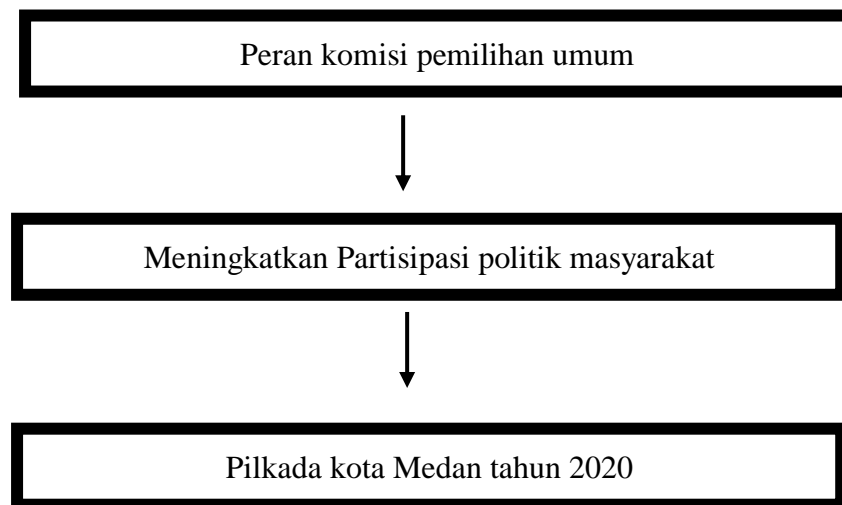 Peran komisi pemilihan umum
Meningkatkan Partisipasi politik masyarakat
Pilkada kota Medan tahun 2020